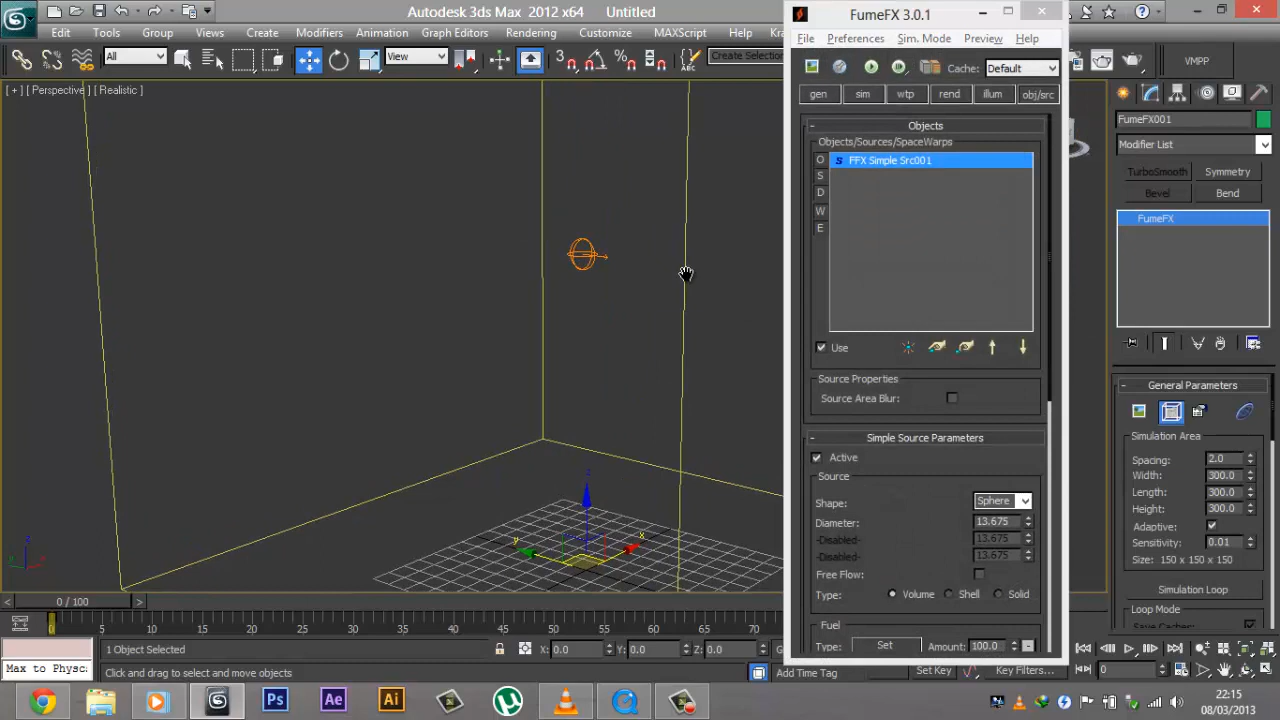 Autodesk 3ds Max 2012 x64 Untitled
Edit Tools Group Views Create Modifiers Animation Graph Editors Rendering Customize MAXScript Help
All
View
3
Create Selection
VMPP
[ + ] [ Perspective ] [ Realistic ]
FumeFX 3.0.1
File Preferences Sim. Mode Preview Help
Cache: Default
gen sim wtp rend illum obj/src
Objects
Objects/Sources/SpaceWarps
O S FFX Simple Src001
S
D
W
E
Use
Source Properties
Source Area Blur:
Simple Source Parameters
Active
Source
Shape: Sphere
Diameter: 13.675
-Disabled- 13.675
-Disabled- 13.675
Free Flow:
Type: Volume Shell Solid
Fuel
Type: Set Amount: 100.0
FumeFX001
Modifier List
TurboSmooth Symmetry
Bevel Bend
FumeFX
General Parameters
Simulation Area
Spacing: 2.0
Width: 300.0
Length: 300.0
Height: 300.0
Adaptive:
Sensitivity: 0.01
Size: 150 x 150 x 150
Simulation Loop
Loop Mode
z
y
x
z
0 / 100
0 5 10 15 20 25 30 35 40 45 50 55 60 65 70
1 Object Selected X: 0.0 Y: 0.0 Z: 0.0
Max to Physc
Click and drag to select and move objects
Add Time Tag
Set Key Key Filters...
0
Ps Ae Ai
22:15
08/03/2013